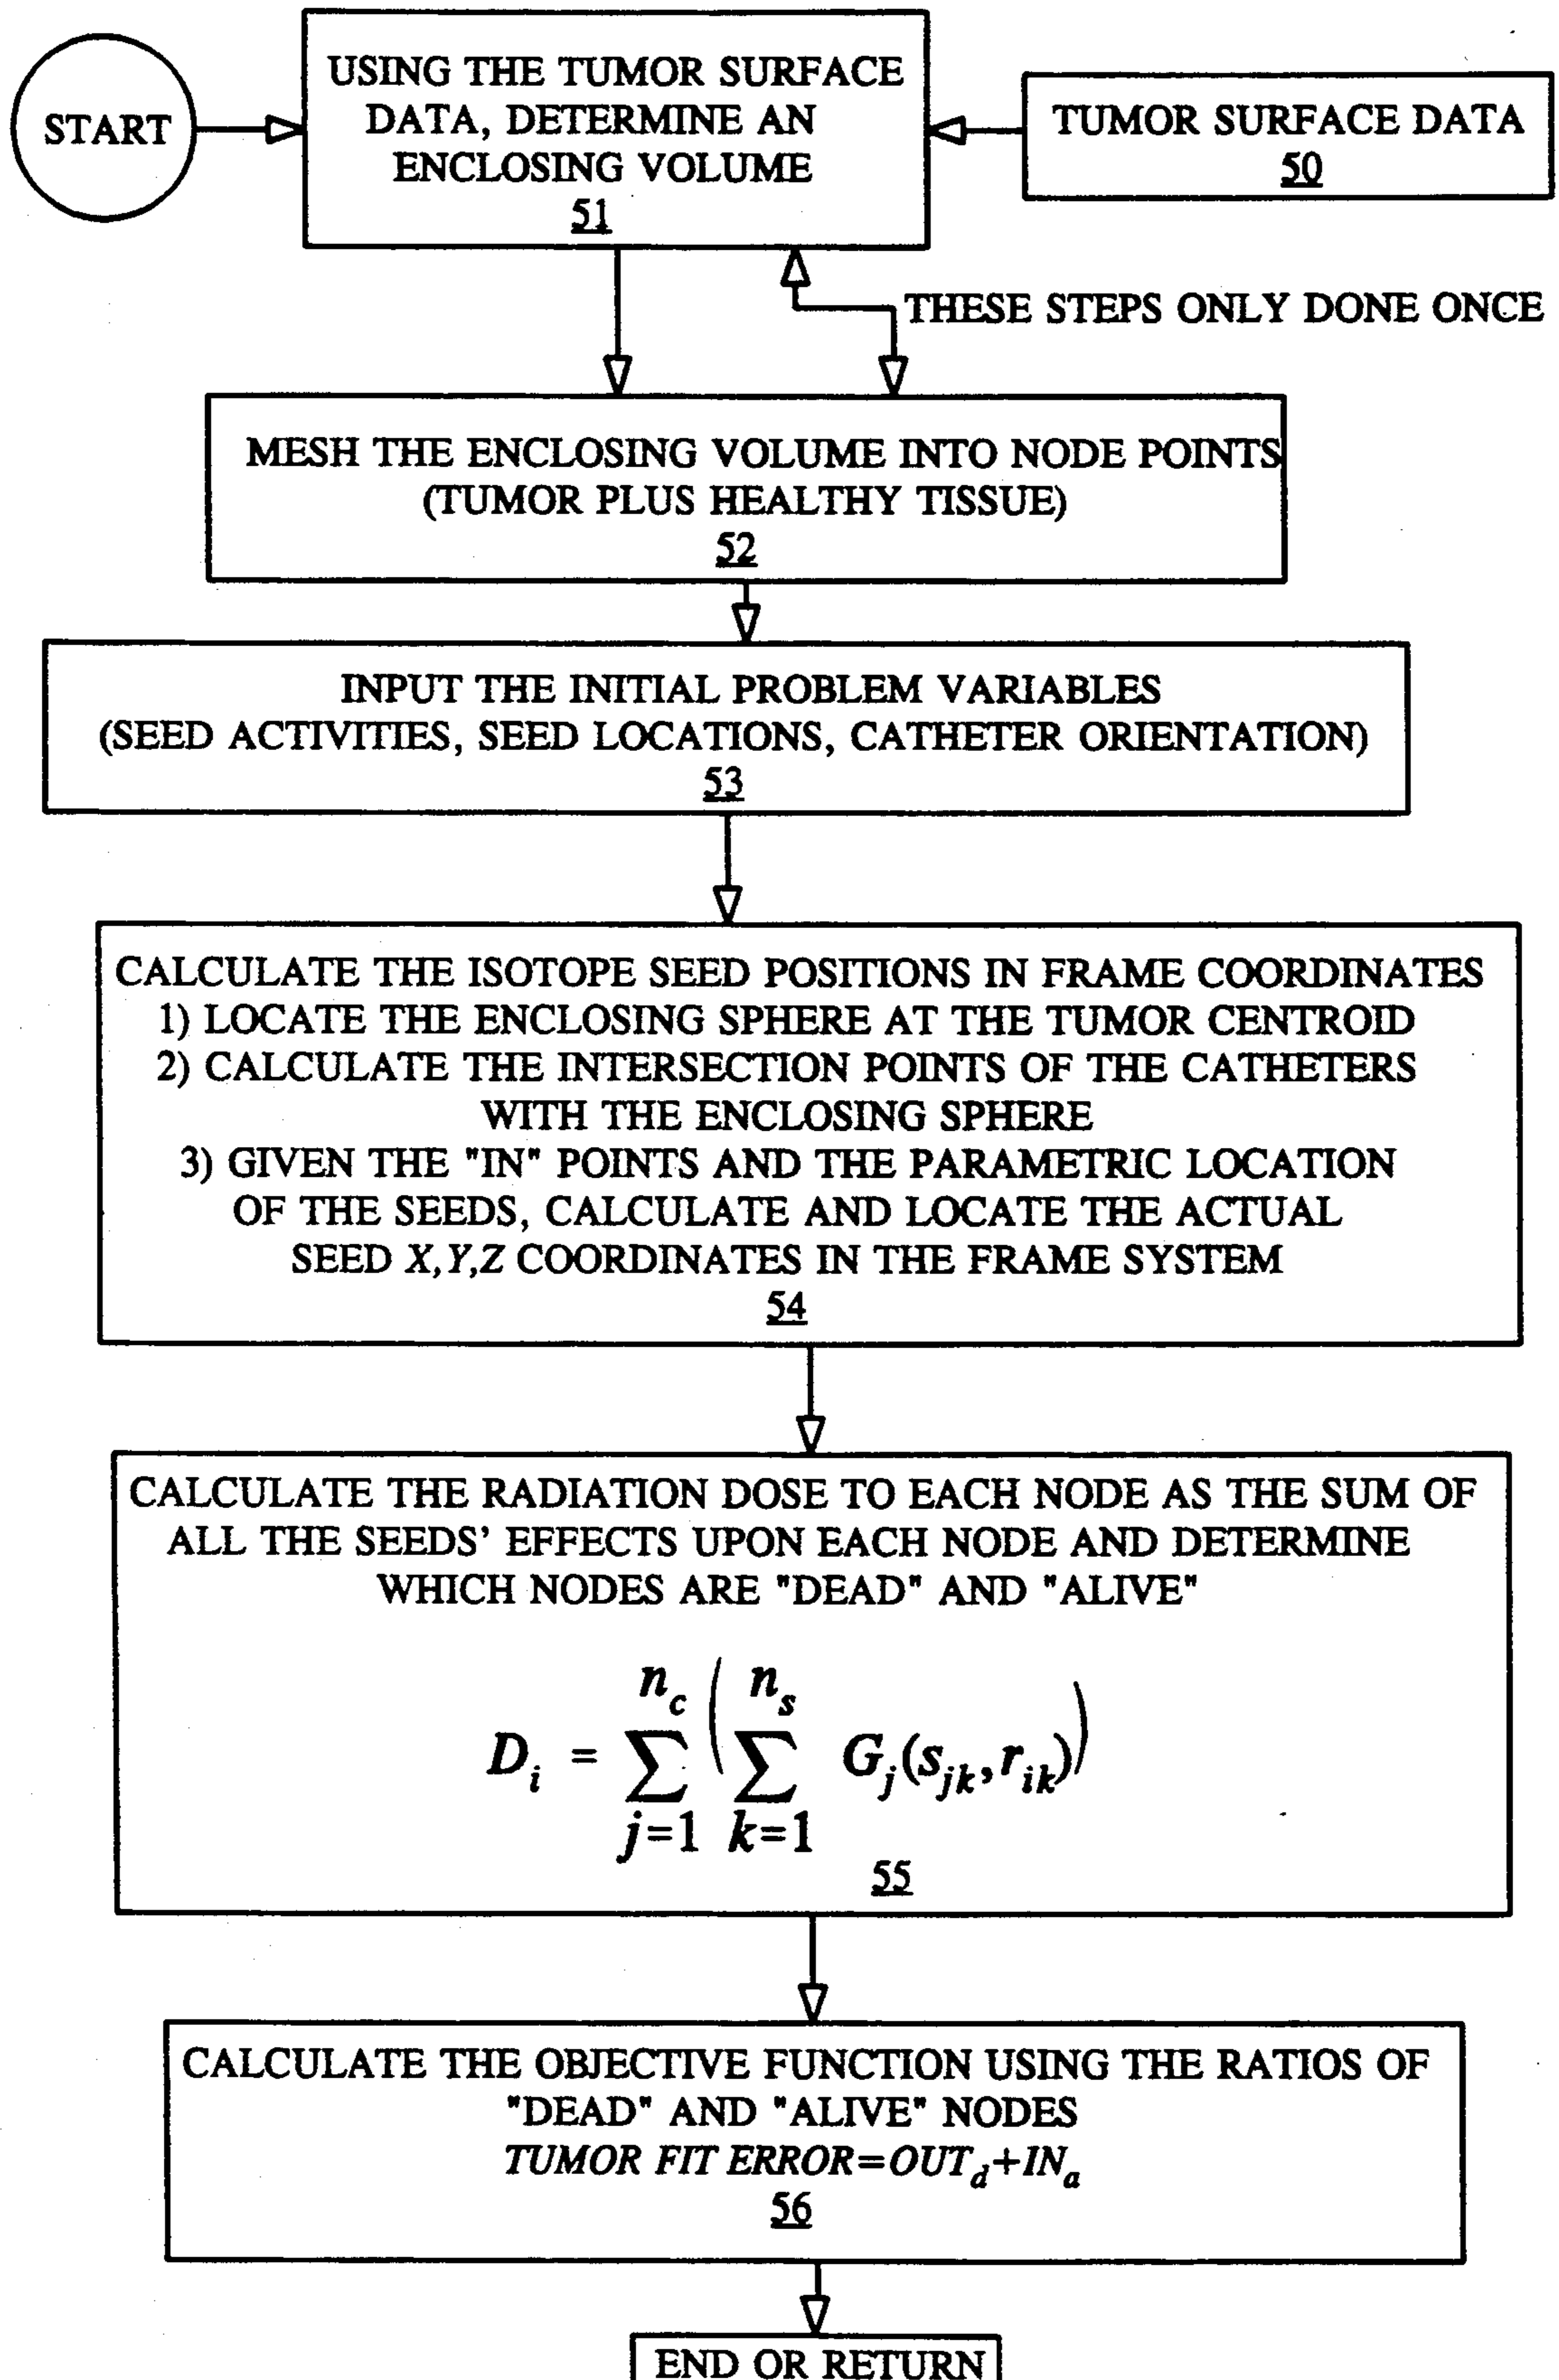 START
USING THE TUMOR SURFACE
DATA, DETERMINE AN
ENCLOSING VOLUME
51
TUMOR SURFACE DATA
50
THESE STEPS ONLY DONE ONCE
MESH THE ENCLOSING VOLUME INTO NODE POINTS
(TUMOR PLUS HEALTHY TISSUE)
52
INPUT THE INITIAL PROBLEM VARIABLES
(SEED ACTIVITIES, SEED LOCATIONS, CATHETER ORIENTATION)
53
CALCULATE THE ISOTOPE SEED POSITIONS IN FRAME COORDINATES
1) LOCATE THE ENCLOSING SPHERE AT THE TUMOR CENTROID
2) CALCULATE THE INTERSECTION POINTS OF THE CATHETERS
WITH THE ENCLOSING SPHERE
3) GIVEN THE "IN" POINTS AND THE PARAMETRIC LOCATION
OF THE SEEDS, CALCULATE AND LOCATE THE ACTUAL
SEED X,Y,Z COORDINATES IN THE FRAME SYSTEM
54
CALCULATE THE RADIATION DOSE TO EACH NODE AS THE SUM OF
ALL THE SEEDS' EFFECTS UPON EACH NODE AND DETERMINE
WHICH NODES ARE "DEAD" AND "ALIVE"
D_i = \sum_{j=1}^{n_c} ( \sum_{k=1}^{n_s} G_j(s_{jk}, r_{ik}) )
55
CALCULATE THE OBJECTIVE FUNCTION USING THE RATIOS OF
"DEAD" AND "ALIVE" NODES
TUMOR FIT ERROR=OUT_d+IN_a
56
END OR RETURN